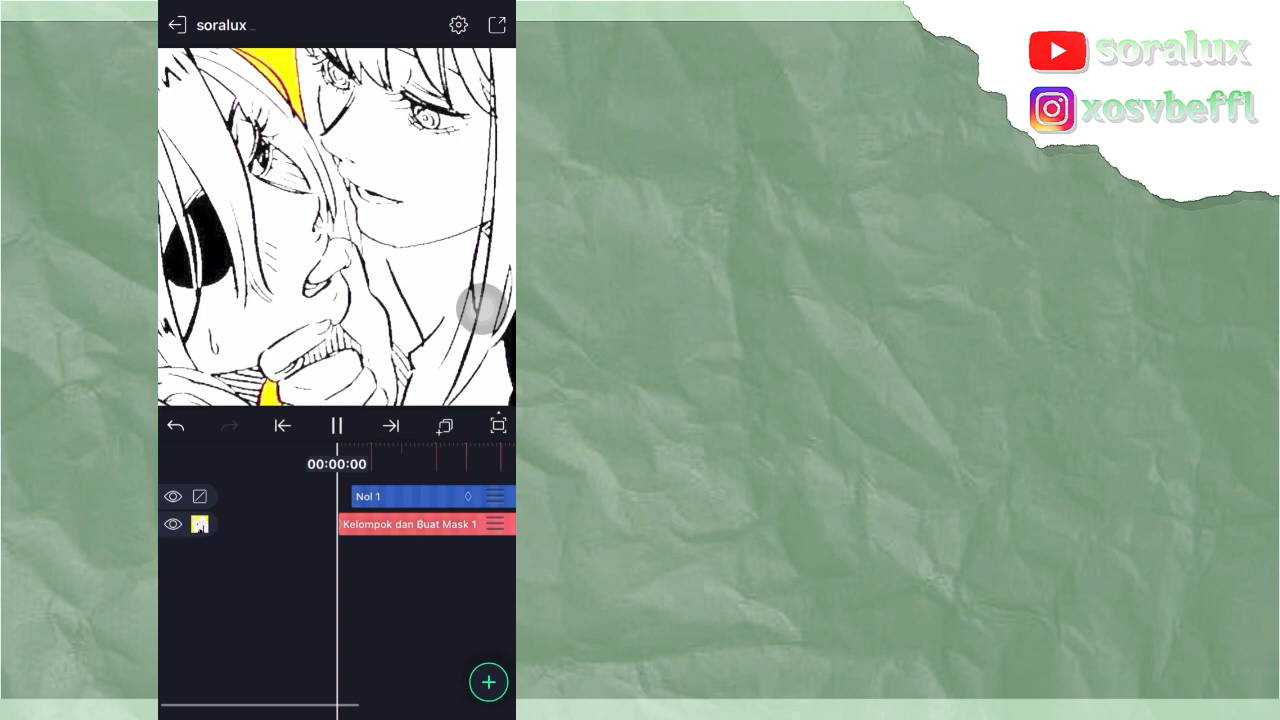 soralux
soralux
xosvbeffl
00:00:00
Nol 1
Kelompok dan Buat Mask 1